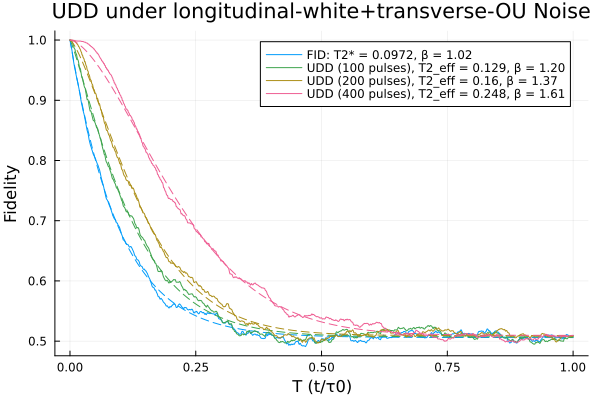 UDD under longitudinal-white+transverse-OU Noise
FID: T2* = 0.0972, β = 1.02
UDD (100 pulses), T2_eff = 0.129, β = 1.20
UDD (200 pulses), T2_eff = 0.16, β = 1.37
UDD (400 pulses), T2_eff = 0.248, β = 1.61
Fidelity
1.0
0.9
0.8
0.7
0.6
0.5
0.00 0.25 0.50 0.75 1.00
T (t/τ0)